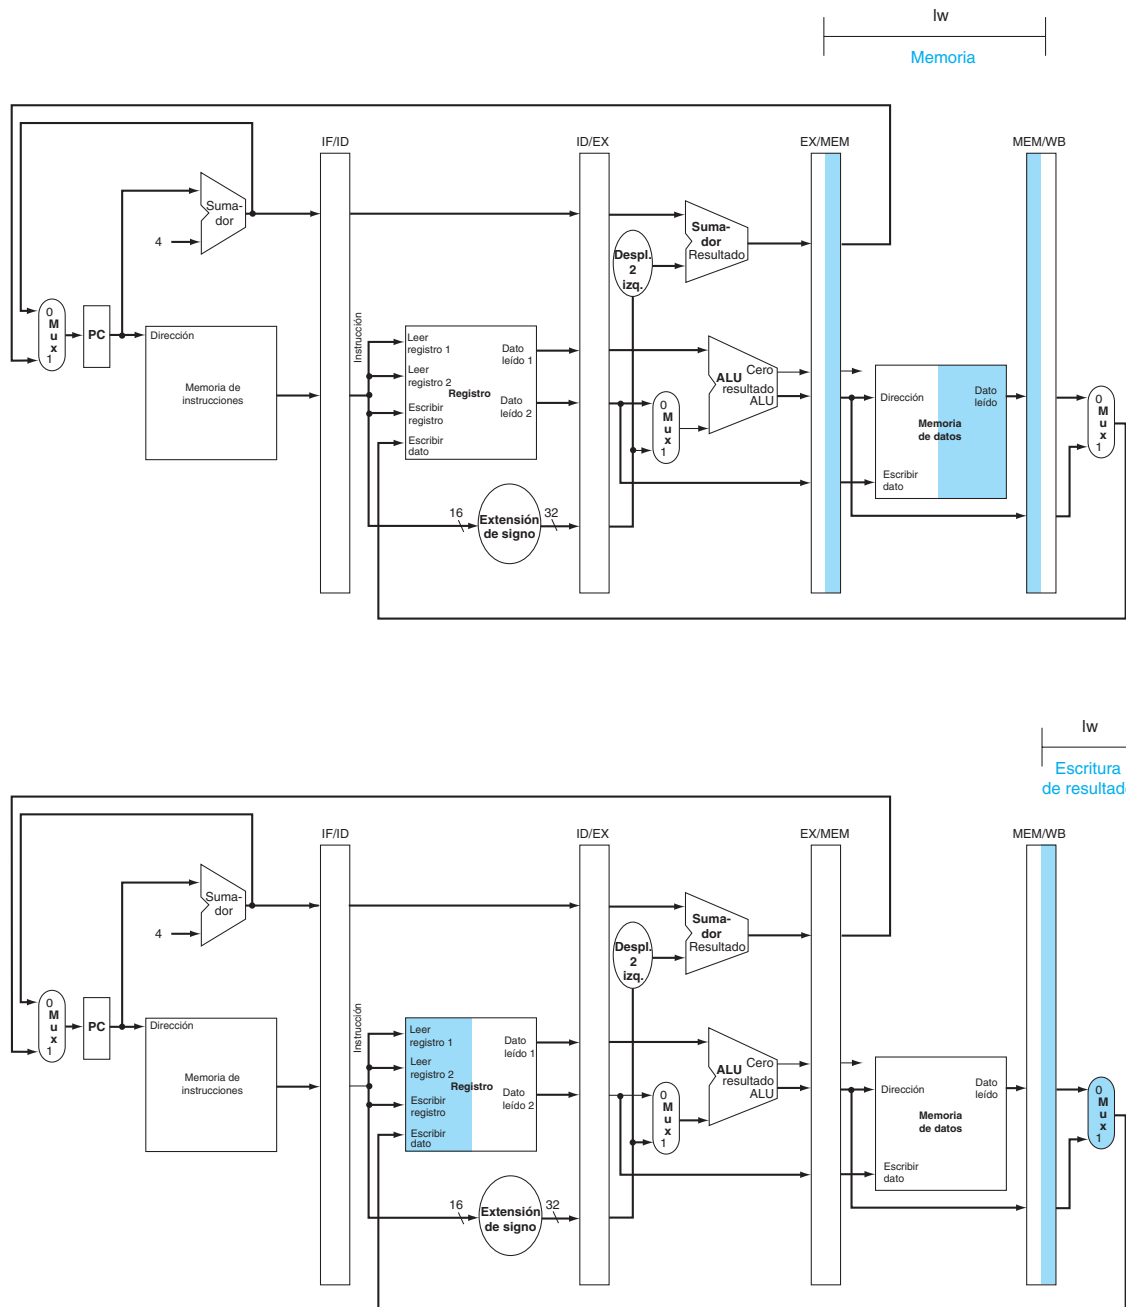 lw
Memoria
IF/ID
ID/EX
EX/MEM
MEM/WB
Suma-
dor
4
Suma-
dor
Resultado
Despl.
2
izq.
0
M
u
x
1
PC
Dirección
Memoria de
instrucciones
Instrucción
Leer
registro 1
Leer
registro 2
Escribir
registro
Escribir
dato
Registro
Dato
leído 1
Dato
leído 2
0
M
u
x
1
ALU
Cero
resultado
ALU
Dirección
Dato
leído
Memoria
de datos
Escribir
dato
0
M
u
x
1
16
Extensión
de signo
32
lw
Escritura
de resultado
IF/ID
ID/EX
EX/MEM
MEM/WB
Suma-
dor
4
Suma-
dor
Resultado
Despl.
2
izq.
0
M
u
x
1
PC
Dirección
Memoria de
instrucciones
Instrucción
Leer
registro 1
Leer
registro 2
Escribir
registro
Escribir
dato
Registro
Dato
leído 1
Dato
leído 2
0
M
u
x
1
ALU
Cero
resultado
ALU
Dirección
Dato
leído
Memoria
de datos
Escribir
dato
0
M
u
x
1
16
Extensión
de signo
32